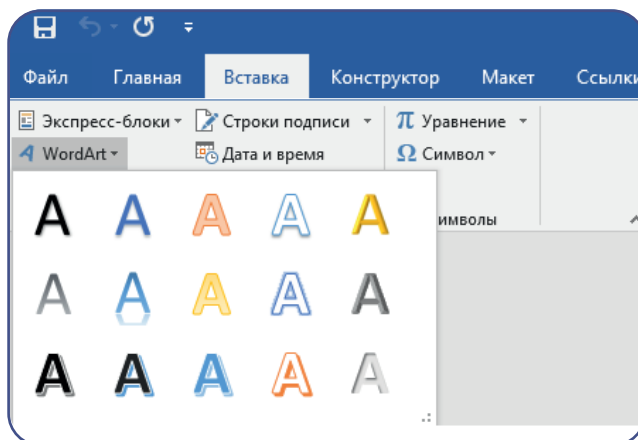 Файл Главная Вставка Конструктор Макет Ссылки
Экспресс-блоки Строки подписи π Уравнение
WordArt Дата и время Ω Символ
A A A A A имволы
A A A A A
A A A A A